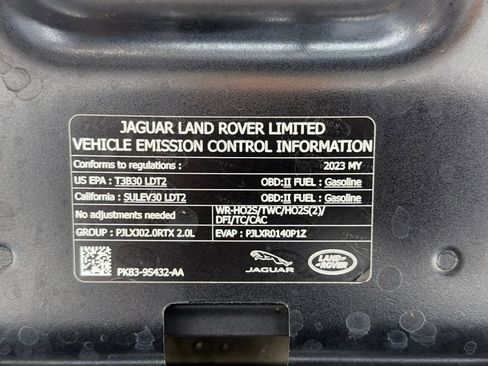 JAGUAR LAND ROVER LIMITED
VEHICLE EMISSION CONTROL INFORMATION
Conforms to regulations : 2023 MY
US EPA : T3B30 LDT2 OBD:II FUEL : Gasoline
California : SULEV30 LDT2 OBD:II FUEL : Gasoline
No adjustments needed WR-HO2S/TWC/HO2S(2)/
DFI/TC/CAC
GROUP : PJLXJ02.0RTX 2.0L EVAP : PJLXR0140P1Z
PK83-9S432-AA
JAGUAR
LAND-
ROVER